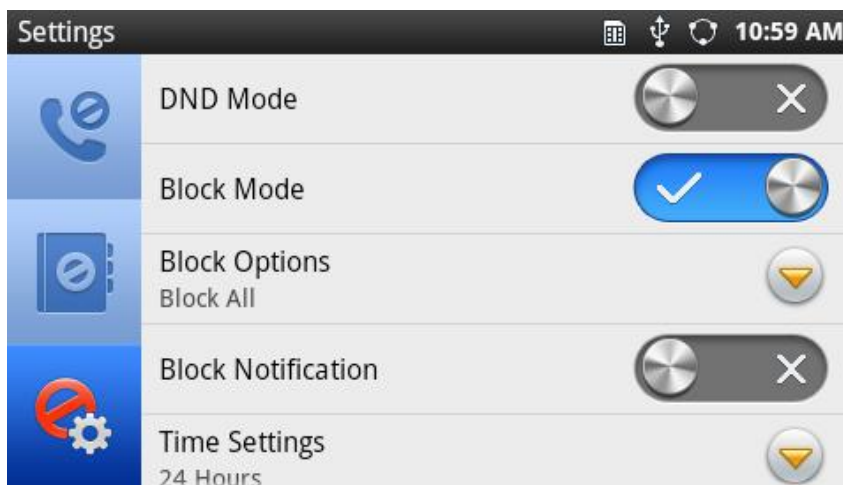 Settings
10:59 AM
DND Mode
Block Mode
Block Options
Block All
Block Notification
Time Settings
24 Hours